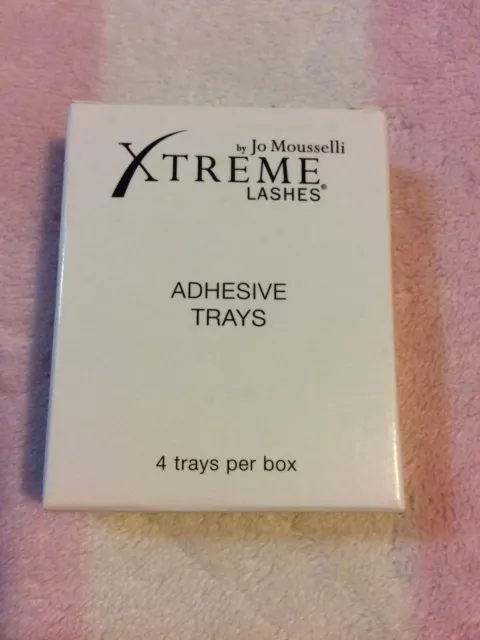 by Jo Mousselli
XTREME
LASHES®
ADHESIVE
TRAYS
4 trays per box